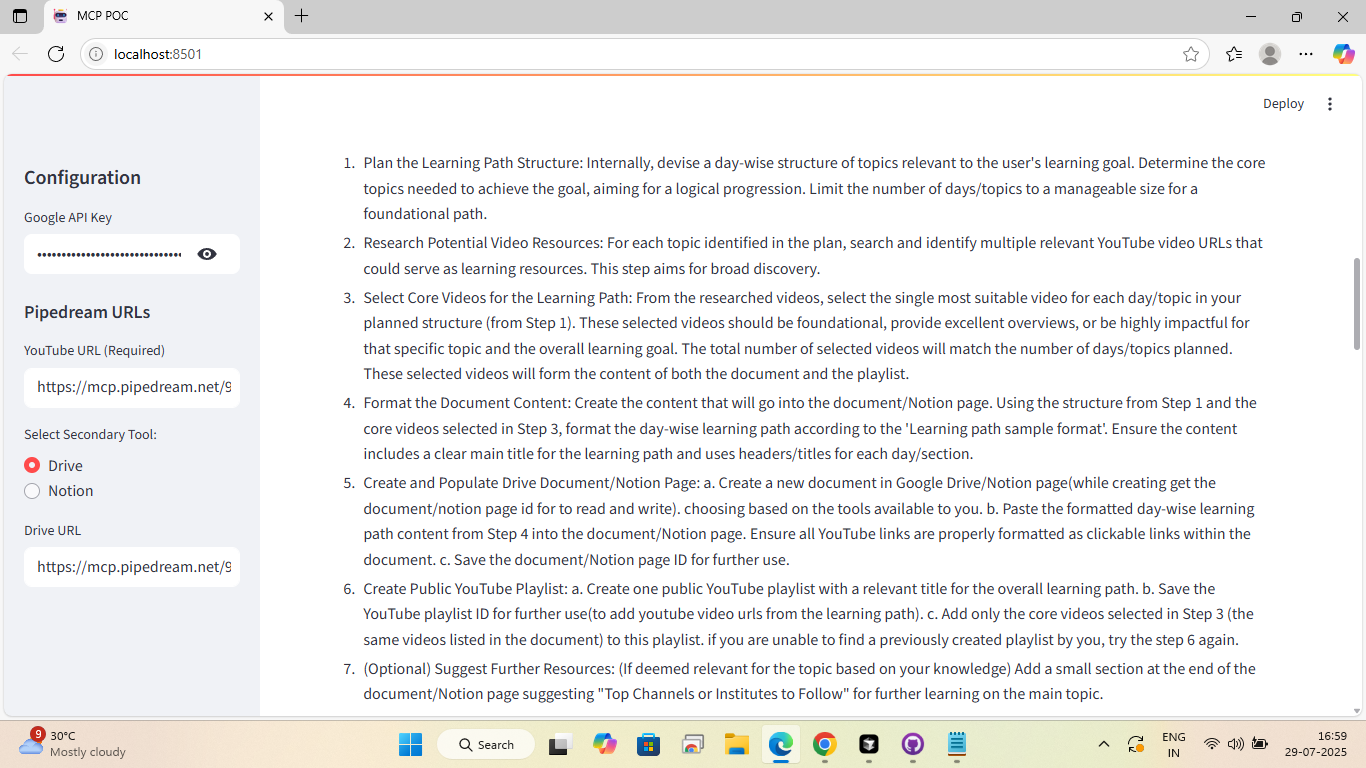 MCP POC
localhost:8501
Deploy
Configuration
Google API Key
Pipedream URLs
YouTube URL (Required)
https://mcp.pipedream.net/9
Select Secondary Tool:
Drive
Notion
Drive URL
https://mcp.pipedream.net/9
1. Plan the Learning Path Structure: Internally, devise a day-wise structure of topics relevant to the user's learning goal. Determine the core
topics needed to achieve the goal, aiming for a logical progression. Limit the number of days/topics to a manageable size for a
foundational path.
2. Research Potential Video Resources: For each topic identified in the plan, search and identify multiple relevant YouTube video URLs that
could serve as learning resources. This step aims for broad discovery.
3. Select Core Videos for the Learning Path: From the researched videos, select the single most suitable video for each day/topic in your
planned structure (from Step 1). These selected videos should be foundational, provide excellent overviews, or be highly impactful for
that specific topic and the overall learning goal. The total number of selected videos will match the number of days/topics planned.
These selected videos will form the content of both the document and the playlist.
4. Format the Document Content: Create the content that will go into the document/Notion page. Using the structure from Step 1 and the
core videos selected in Step 3, format the day-wise learning path according to the 'Learning path sample format'. Ensure the content
includes a clear main title for the learning path and uses headers/titles for each day/section.
5. Create and Populate Drive Document/Notion Page: a. Create a new document in Google Drive/Notion page(while creating get the
document/notion page id for to read and write). choosing based on the tools available to you. b. Paste the formatted day-wise learning
path content from Step 4 into the document/Notion page. Ensure all YouTube links are properly formatted as clickable links within the
document. c. Save the document/Notion page ID for further use.
6. Create Public YouTube Playlist: a. Create one public YouTube playlist with a relevant title for the overall learning path. b. Save the
YouTube playlist ID for further use(to add youtube video urls from the learning path). c. Add only the core videos selected in Step 3 (the
same videos listed in the document) to this playlist. if you are unable to find a previously created playlist by you, try the step 6 again.
7. (Optional) Suggest Further Resources: (If deemed relevant for the topic based on your knowledge) Add a small section at the end of the
document/Notion page suggesting "Top Channels or Institutes to Follow" for further learning on the main topic.
9
30°C
Mostly cloudy
Search
ENG
IN
16:59
29-07-2025